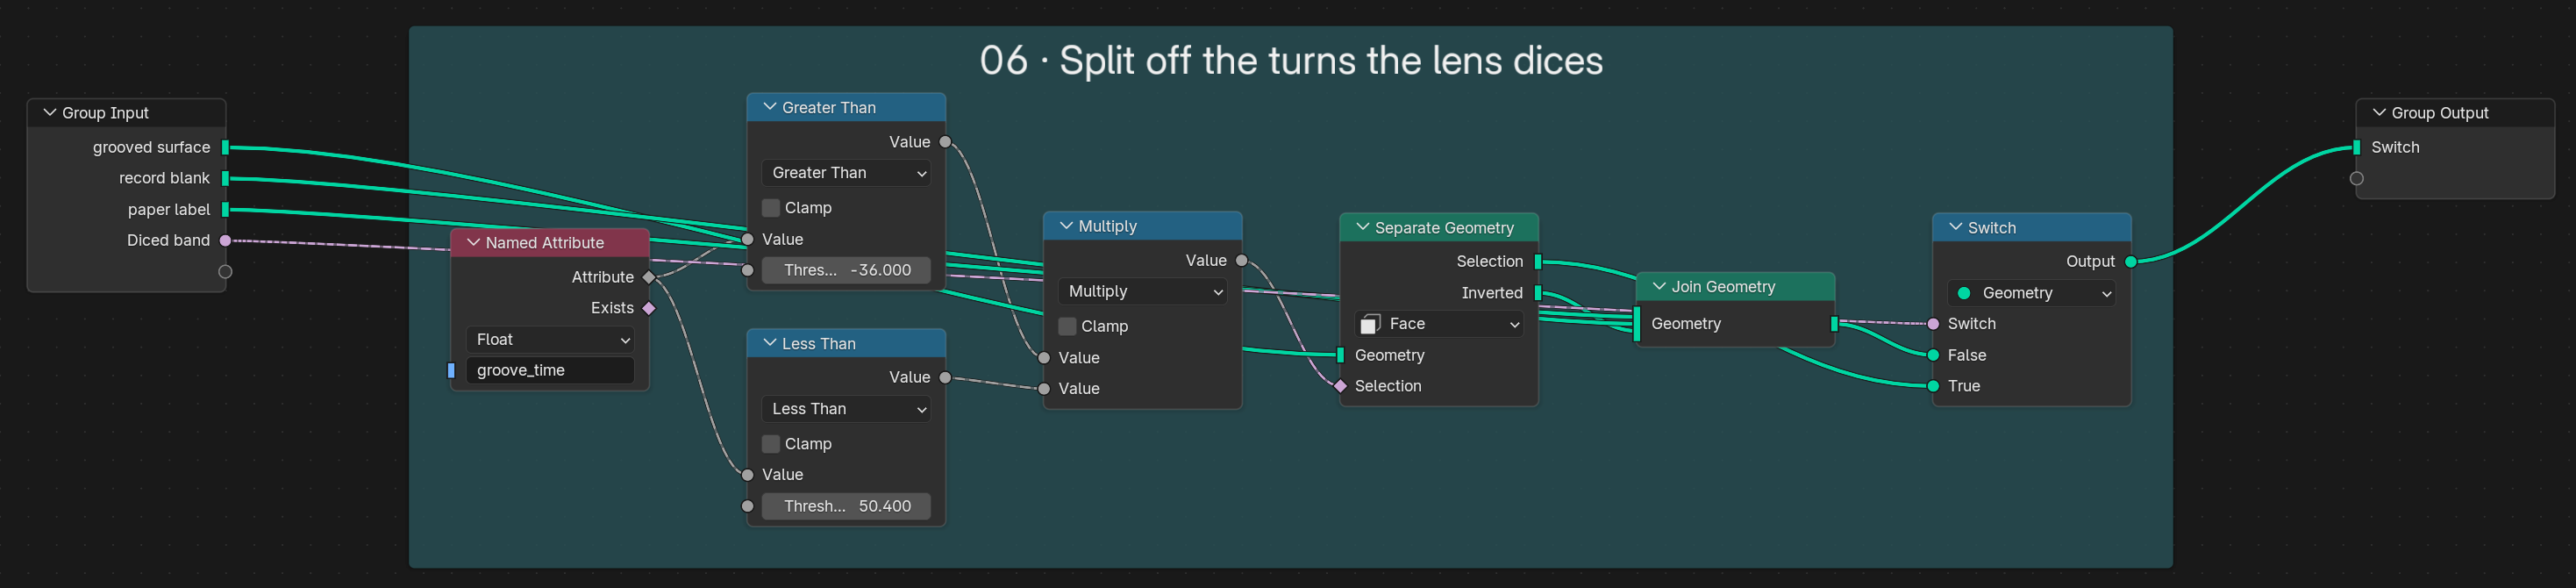 06 · Split off the turns the lens dices
Group Input
grooved surface
record blank
paper label
Diced band
Named Attribute
Attribute
Exists
Float
groove_time
Greater Than
Value
Greater Than
Clamp
Value
Thres... -36.000
Less Than
Value
Less Than
Clamp
Value
Thresh... 50.400
Multiply
Value
Multiply
Clamp
Value
Value
Separate Geometry
Selection
Inverted
Face
Geometry
Selection
Join Geometry
Geometry
Switch
Output
Geometry
Switch
False
True
Group Output
Switch